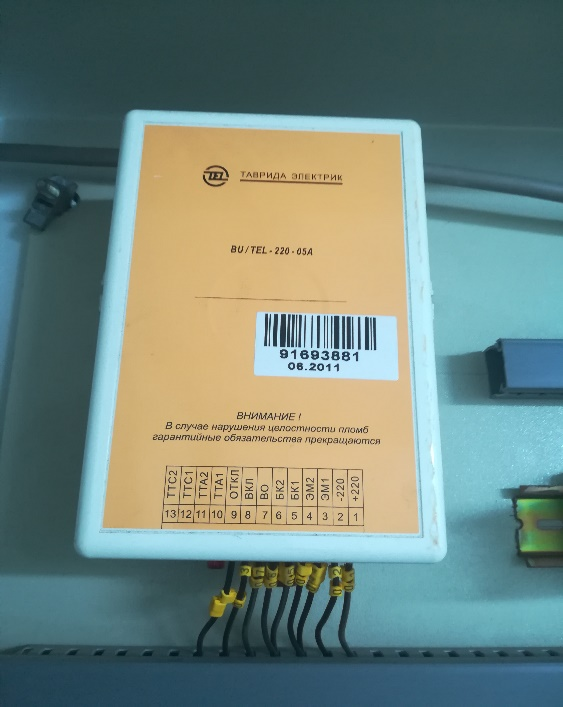 TEL ТАВРИДА ЭЛЕКТРИК
BU / TEL - 220 - 05A
91693881
06.2011
ВНИМАНИЕ !
В случае нарушения целостности пломб
гарантийные обязательства прекращаются
ТТС2 ТТС1 ТТА2 ТТА1 ОТКЛ ВКЛ ВО БК2 БК1 ЭМ2 ЭМ1 -220 +220
13 12 11 10 9 8 7 6 5 4 3 2 1